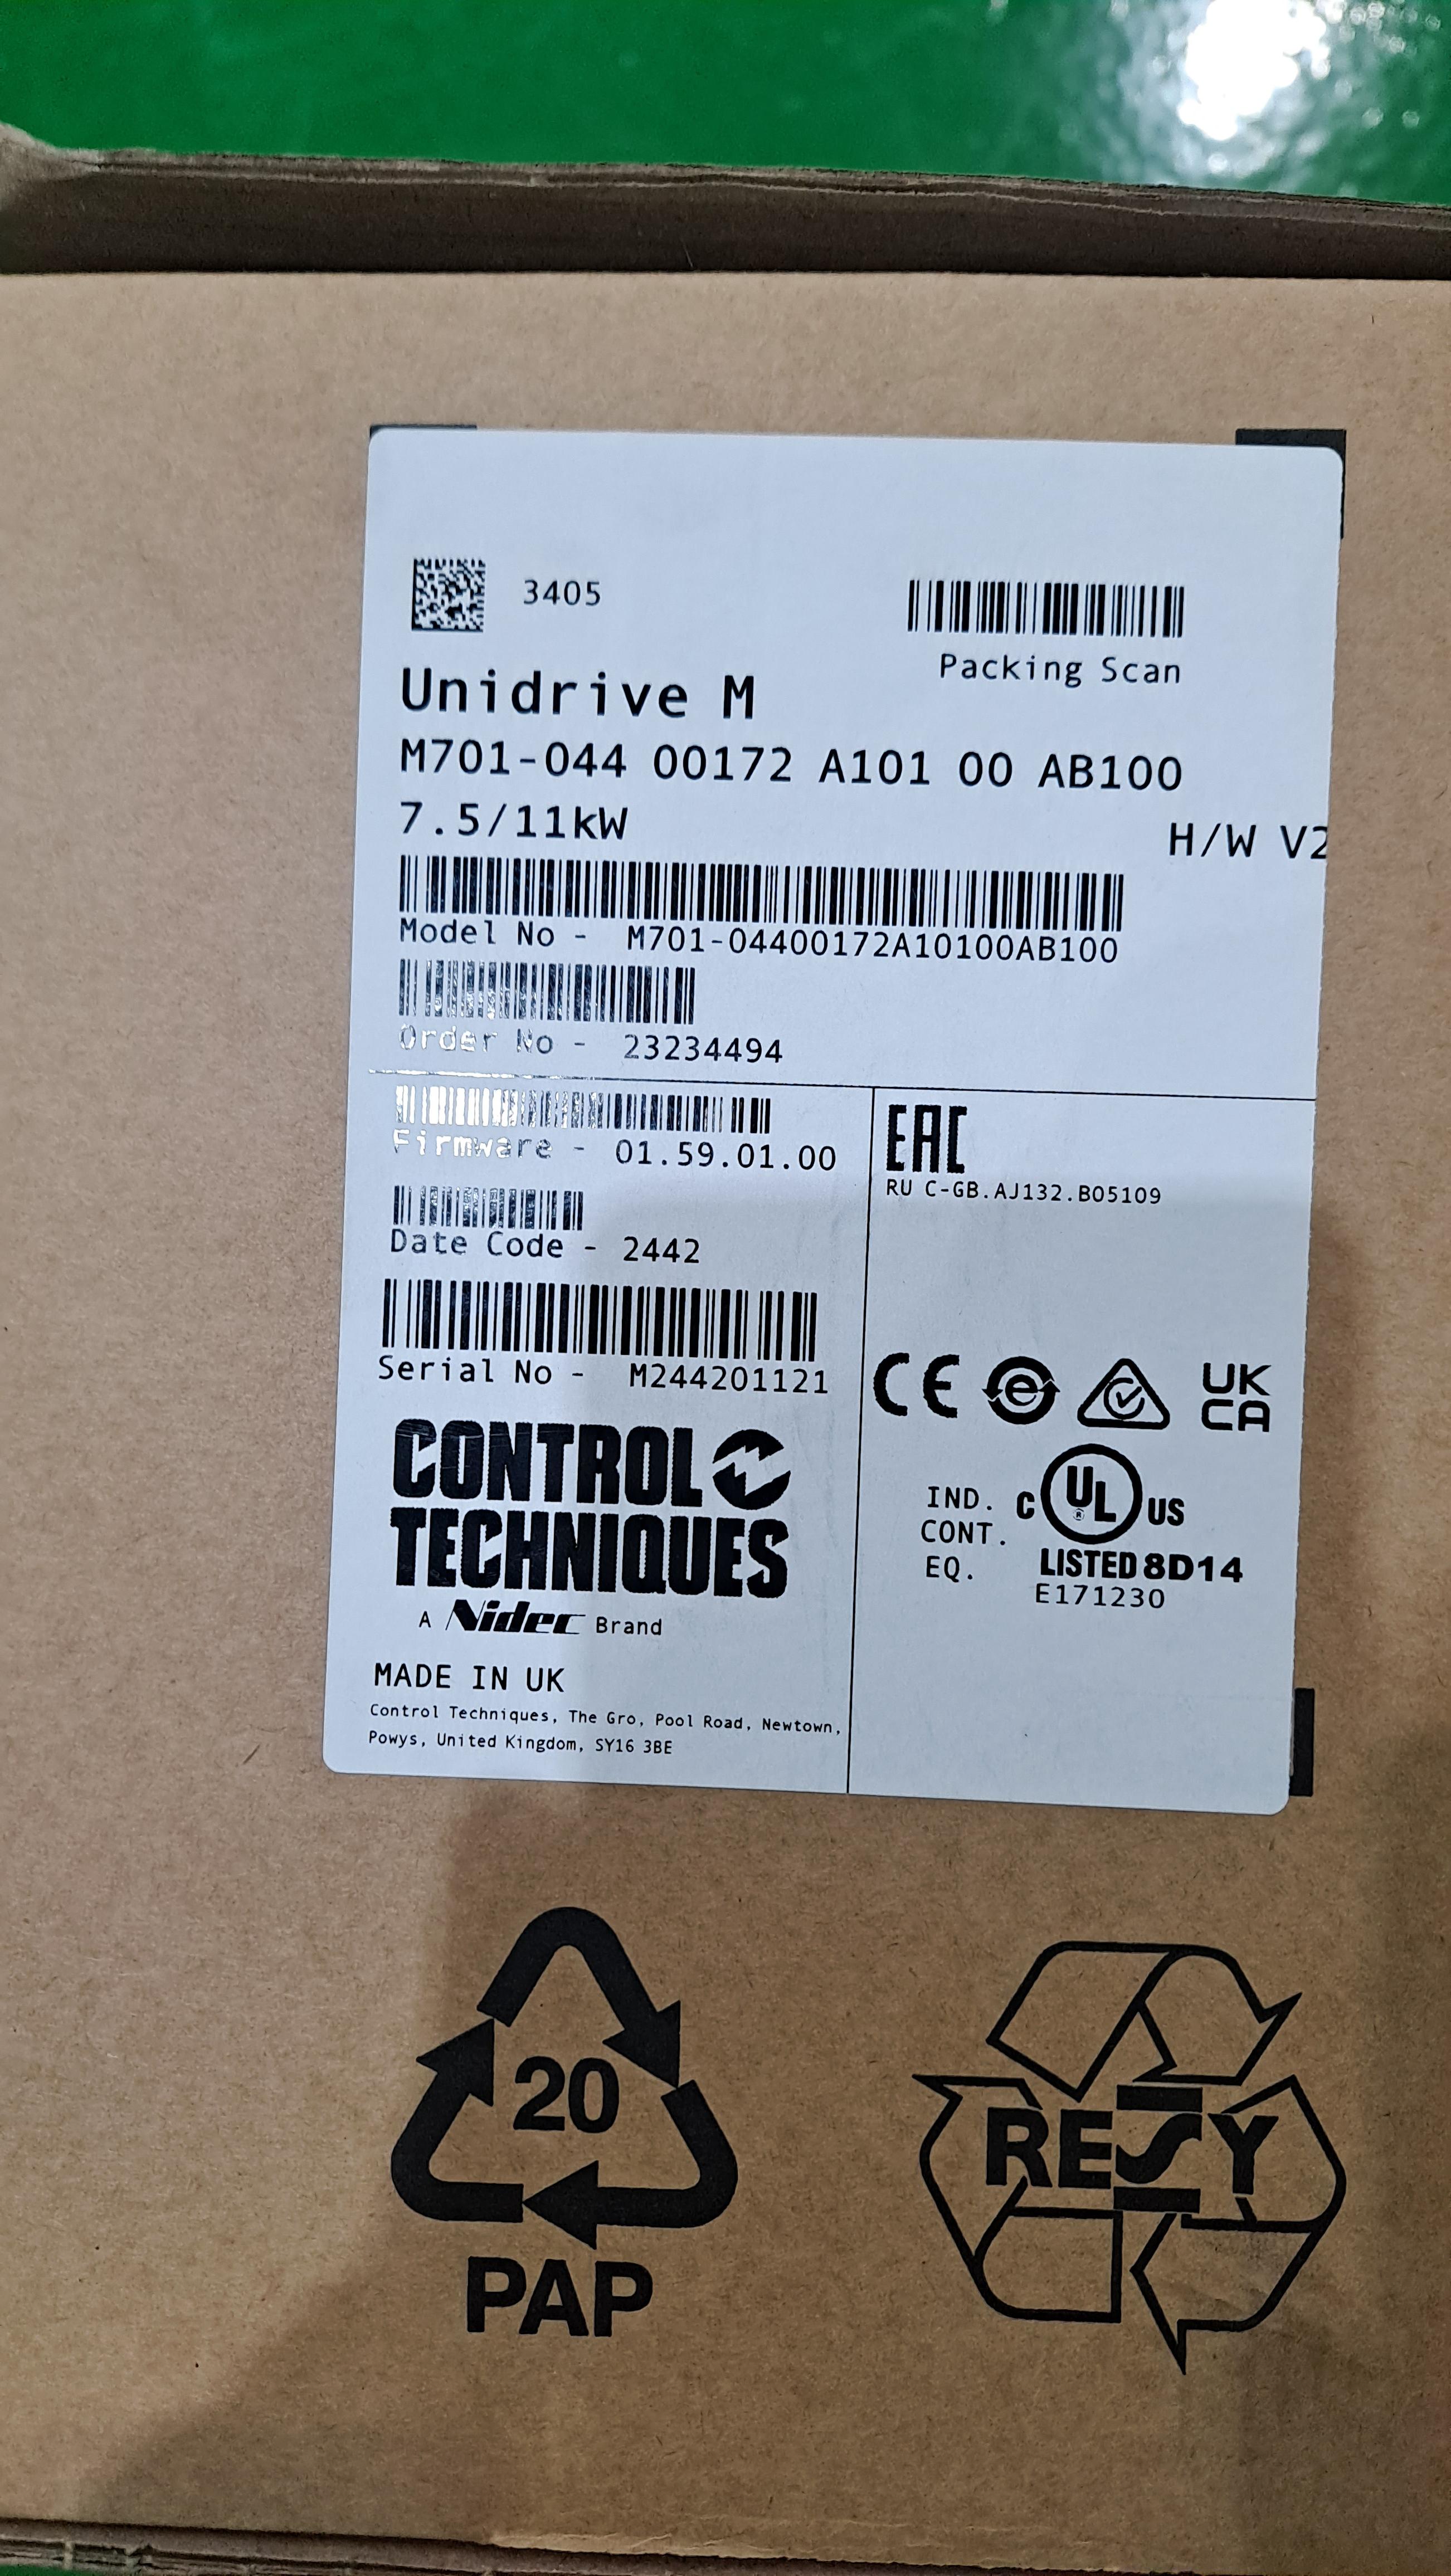 3405
Packing Scan
Unidrive M
M701-044 00172 A101 00 AB100
7.5/11kW
H/W V2
Model No - M701-04400172A10100AB100
Order No - 23234494
Firmware - 01.59.01.00
Date Code - 2442
Serial No - M244201121
CONTROL
TECHNIQUES
A Nidec Brand
MADE IN UK
Control Techniques, The Gro, Pool Road, Newtown,
Powys, United Kingdom, SY16 3BE
EAC
RU C-GB.AJ132.B05109
CE
e
UK
CA
IND.
CONT.
EQ.
C UL ® US
LISTED 8D14
E171230
20
PAP
RESY